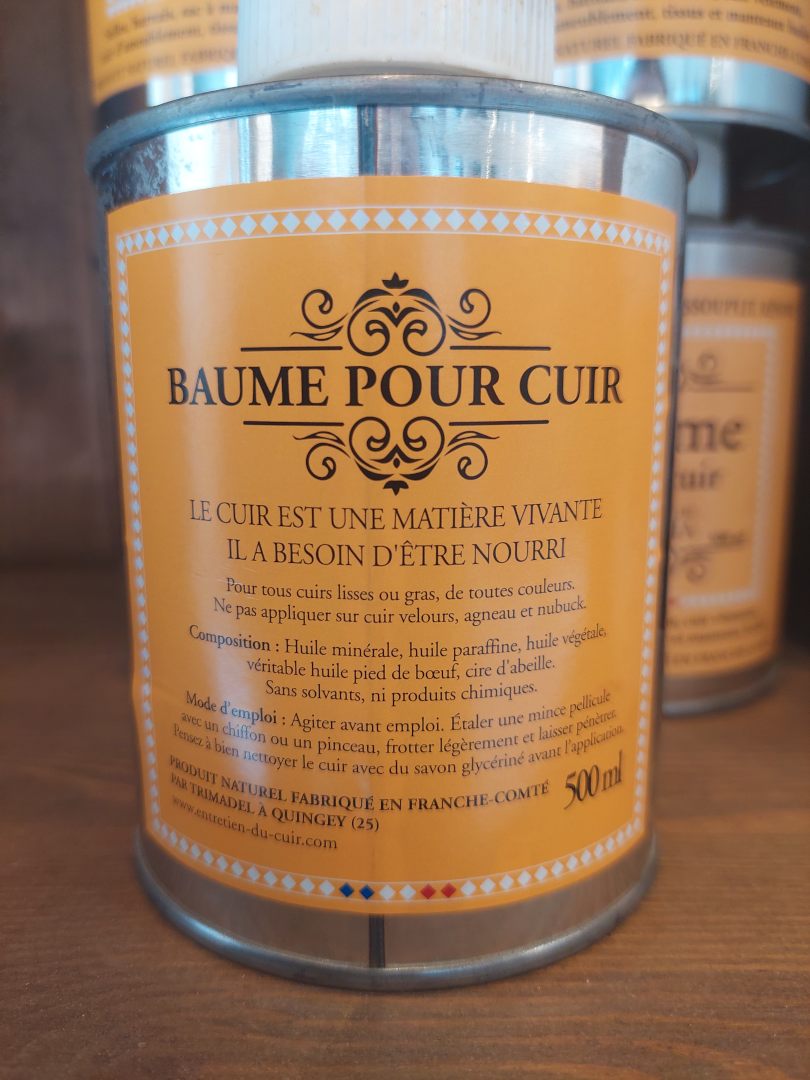 NATUREL FABRIQUÉ EN FRANCHE
BAUME POUR CUIR
LE CUIR EST UNE MATIÈRE VIVANTE
IL A BESOIN D'ÊTRE NOURRI
Pour tous cuirs lisses ou gras, de toutes couleurs.
Ne pas appliquer sur cuir velours, agneau et nubuck.
Composition : Huile minérale, huile paraffine, huile végétale,
véritable huile pied de bœuf, cire d'abeille.
Sans solvants, ni produits chimiques.
Mode d'emploi : Agiter avant emploi. Étaler une mince pellicule
avec un chiffon ou un pinceau, frotter légèrement et laisser pénétrer.
Pensez à bien nettoyer le cuir avec du savon glycériné avant l'application.
PRODUIT NATUREL FABRIQUÉ EN FRANCHE-COMTÉ
PAR TRIMADEL À QUINGEY (25)
www.entretien-du-cuir.com
500 ml
me
uir